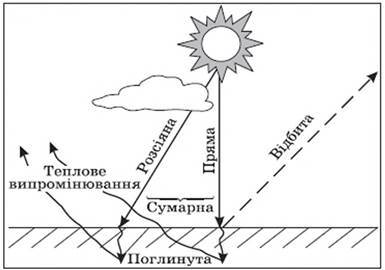 Розсіяна
Пряма
Відбита
Теплове
випромінювання
Сумарна
Поглинута